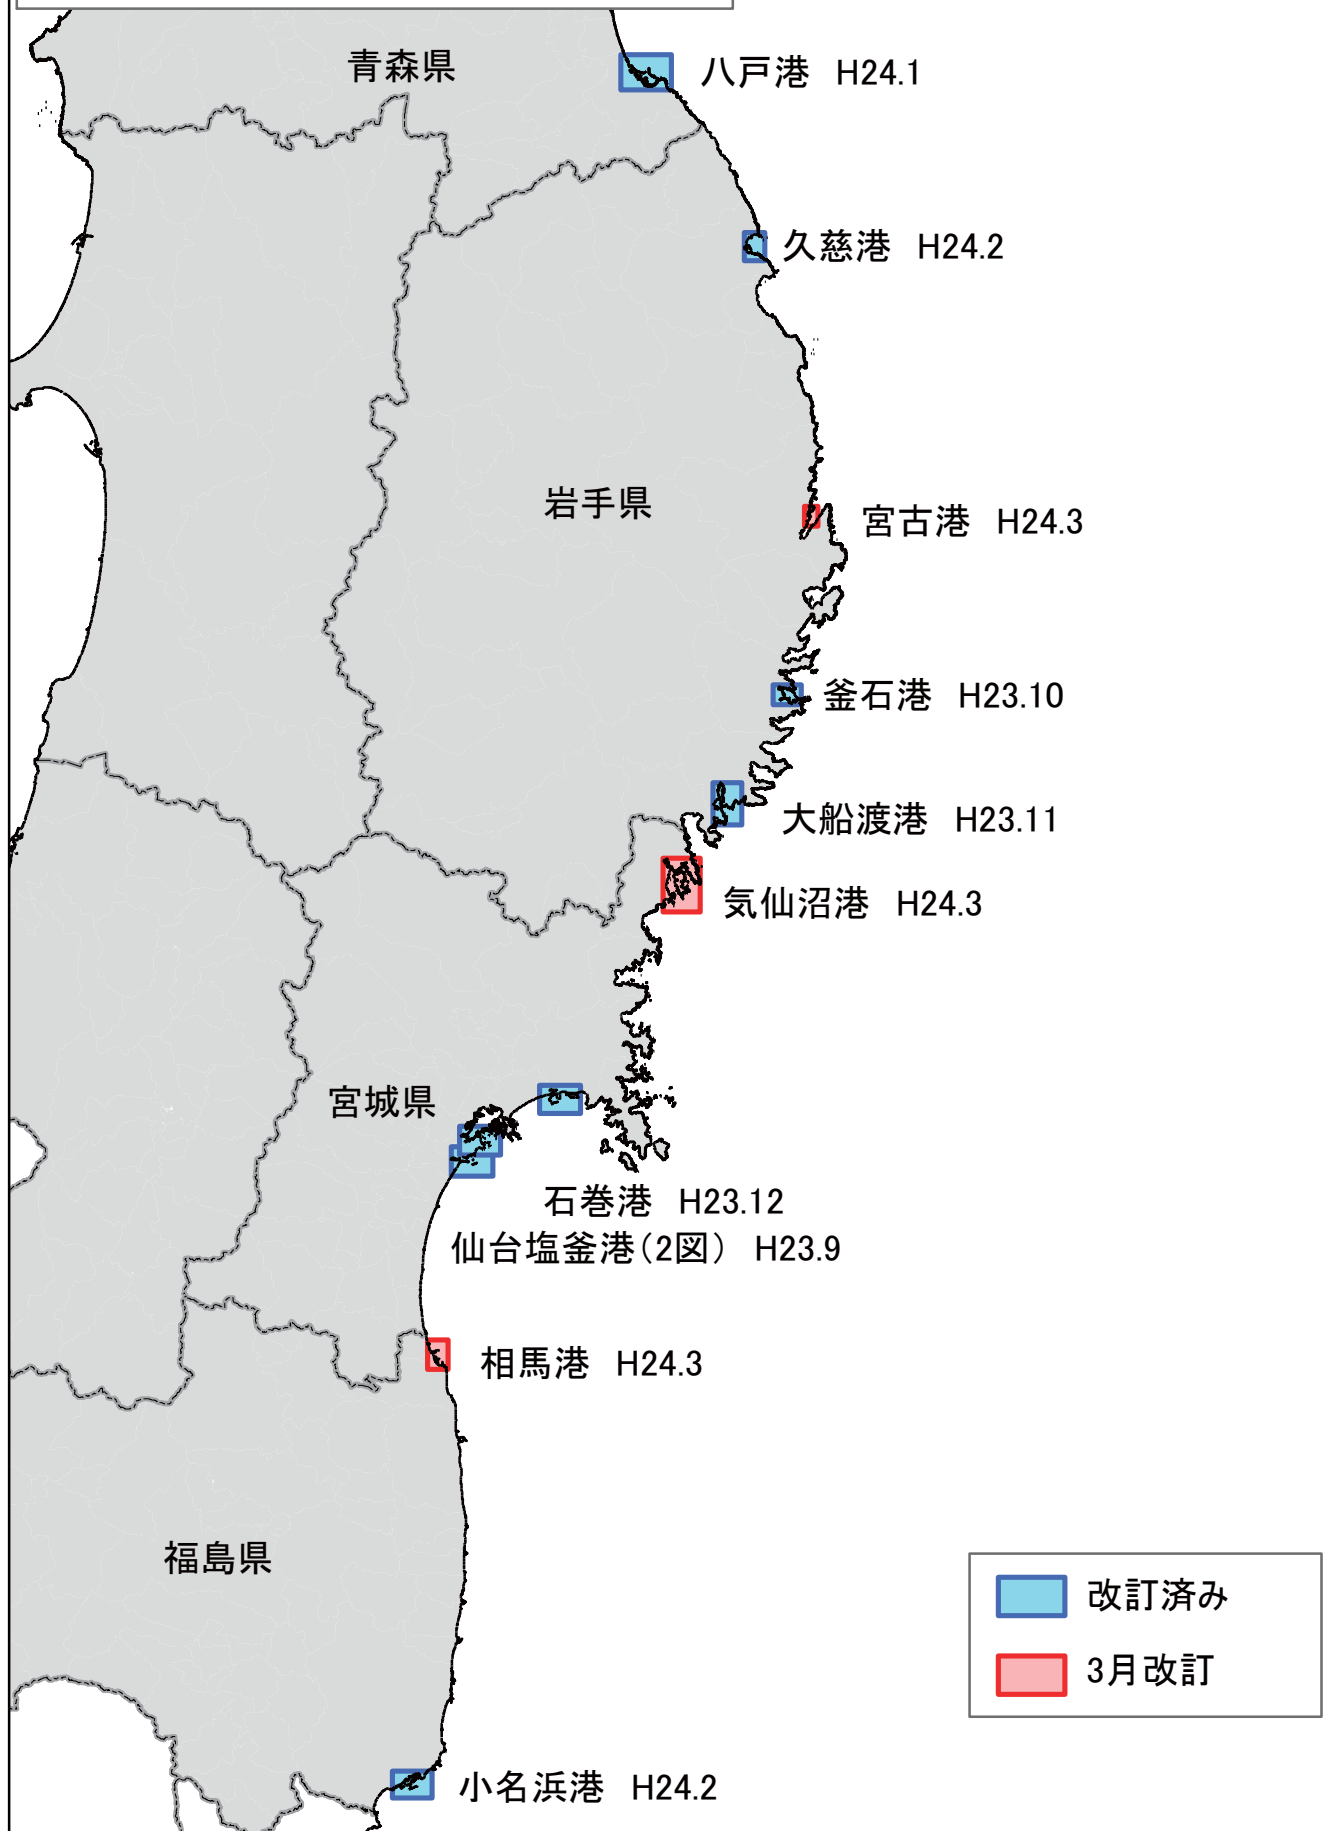 青森県
八戸港 H24.1
久慈港 H24.2
岩手県
宮古港 H24.3
釜石港 H23.10
大船渡港 H23.11
気仙沼港 H24.3
宮城県
石巻港 H23.12
仙台塩釜港(2図) H23.9
相馬港 H24.3
福島県
改訂済み
3月改訂
小名浜港 H24.2